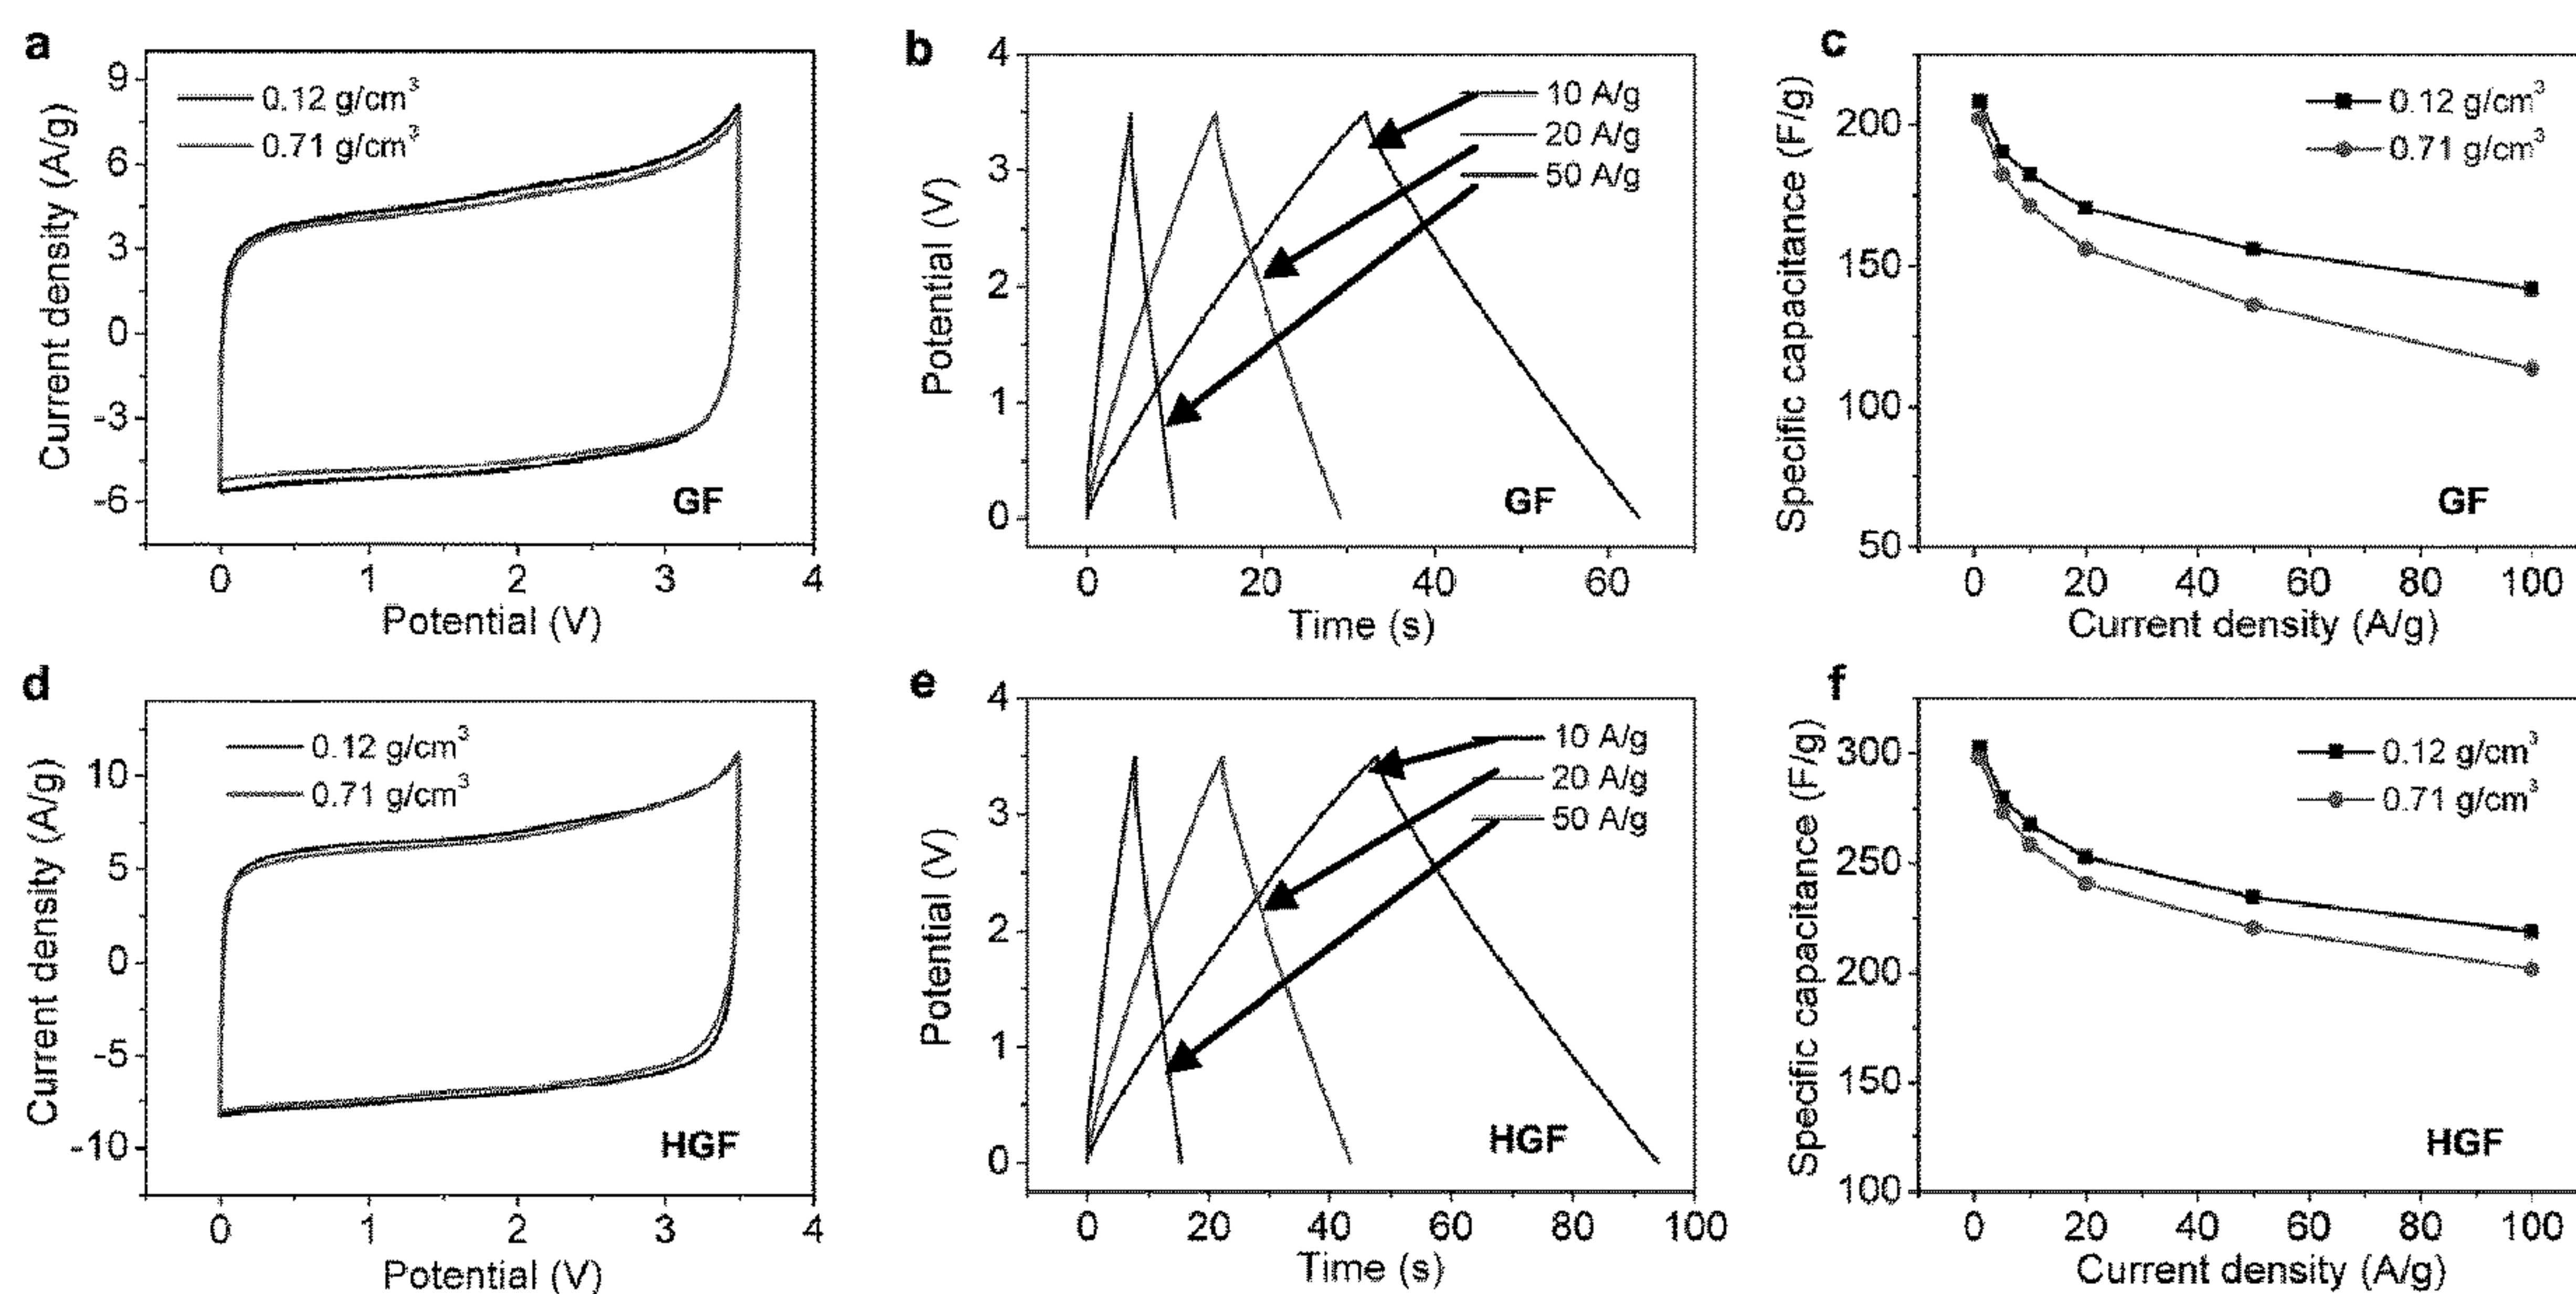 a
9
6
3
0
-3
-6
Current density (A/g)
0.12 g/cm³
0.71 g/cm³
GF
0 1 2 3 4
Potential (V)
b
4
3
2
1
0
Potential (V)
10 A/g
20 A/g
50 A/g
GF
0 20 40 60
Time (s)
c
200
150
100
50
Specific capacitance (F/g)
0.12 g/cm³
0.71 g/cm³
GF
0 20 40 60 80 100
Current density (A/g)
d
10
5
0
-5
-10
Current density (A/g)
0.12 g/cm³
0.71 g/cm³
HGF
0 1 2 3 4
Potential (V)
e
4
3
2
1
0
Potential (V)
10 A/g
20 A/g
50 A/g
HGF
0 20 40 60 80 100
Time (s)
f
300
250
200
150
100
Specific capacitance (F/g)
0.12 g/cm³
0.71 g/cm³
HGF
0 20 40 60 80 100
Current density (A/g)